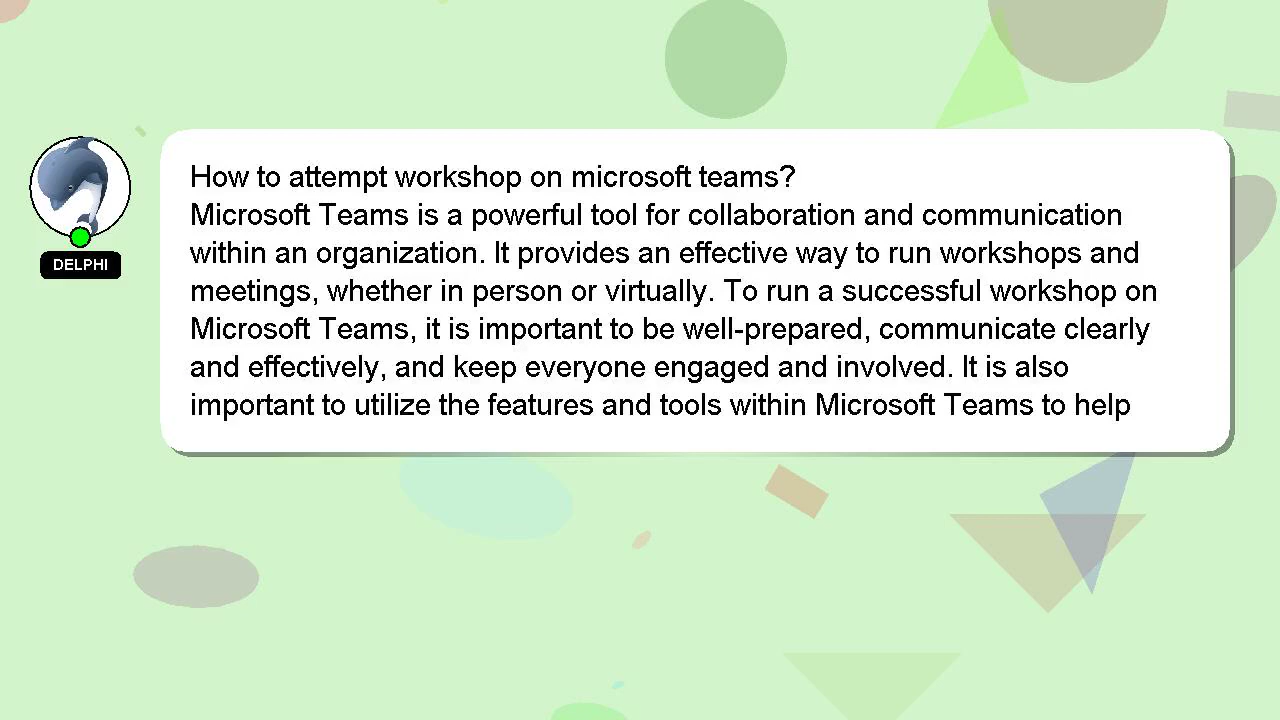 DELPHI
How to attempt workshop on microsoft teams?
Microsoft Teams is a powerful tool for collaboration and communication
within an organization. It provides an effective way to run workshops and
meetings, whether in person or virtually. To run a successful workshop on
Microsoft Teams, it is important to be well-prepared, communicate clearly
and effectively, and keep everyone engaged and involved. It is also
important to utilize the features and tools within Microsoft Teams to help